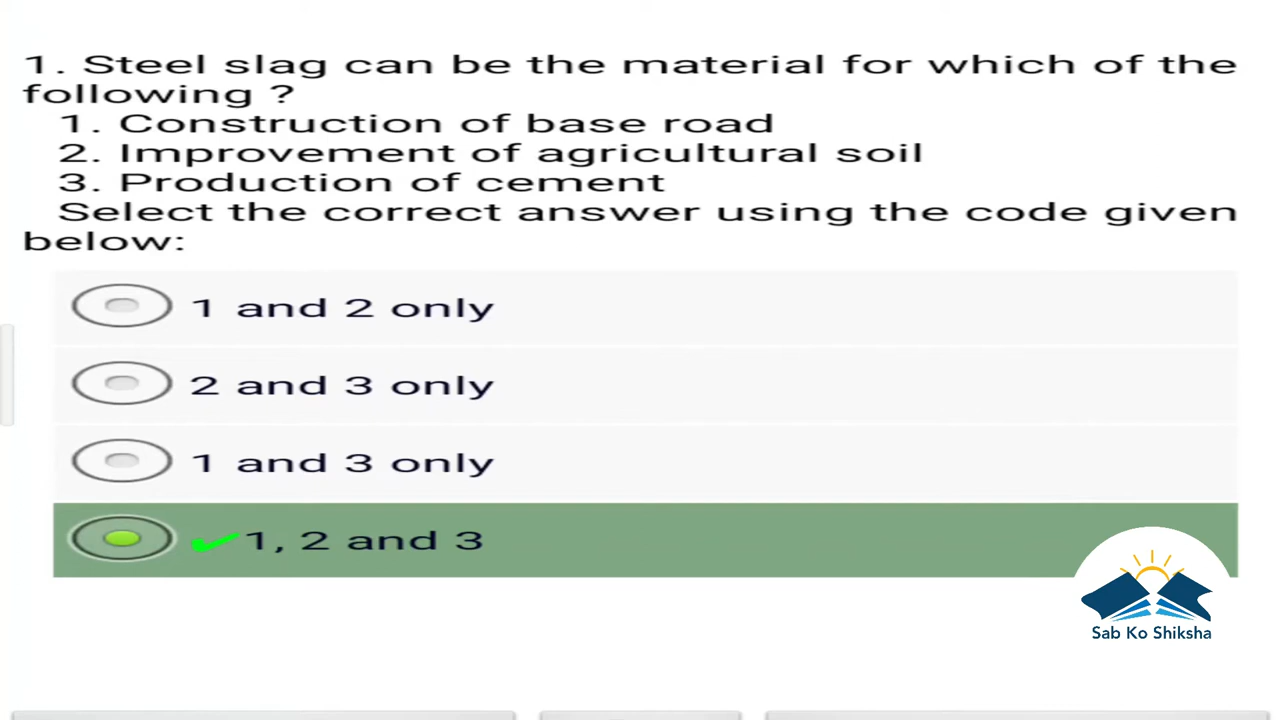 1. Steel slag can be the material for which of the
following ?
1. Construction of base road
2. Improvement of agricultural soil
3. Production of cement
Select the correct answer using the code given
below:
1 and 2 only
2 and 3 only
1 and 3 only
1, 2 and 3
Sab Ko Shiksha